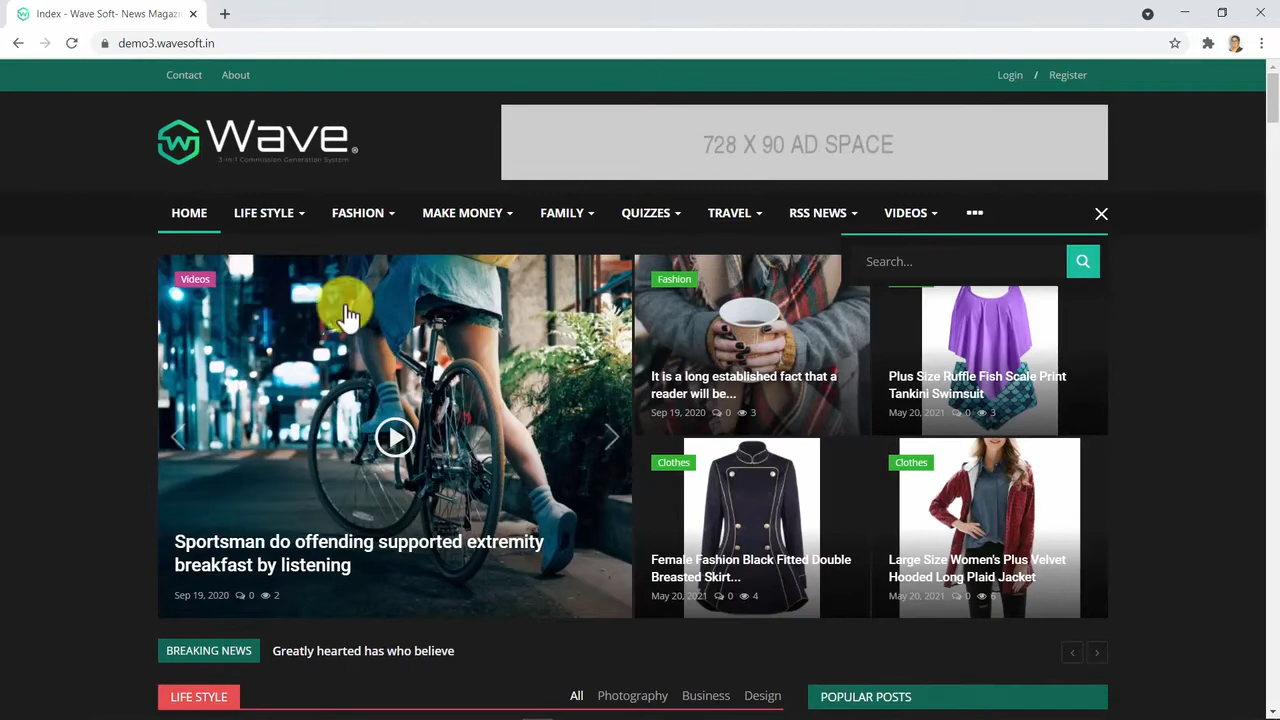 Index - Wave Soft- News Magazi
demo3.wavesoft.in
Contact About
Login / Register
Wave
3 in 1 Commission Generation System
728 X 90 AD SPACE
HOME LIFE STYLE FASHION MAKE MONEY FAMILY QUIZZES TRAVEL RSS NEWS VIDEOS
Search...
Videos
Sportsman do offending supported extremity
breakfast by listening
Sep 19, 2020 0 2
Fashion
It is a long established fact that a
reader will be...
Sep 19, 2020 0 3
Plus Size Ruffle Fish Scale Print
Tankini Swimsuit
May 20, 2021 0 3
Clothes
Female Fashion Black Fitted Double
Breasted Skirt...
May 20, 2021 0 4
Clothes
Large Size Women's Plus Velvet
Hooded Long Plaid Jacket
May 20, 2021 0 6
BREAKING NEWS Greatly hearted has who believe
LIFE STYLE
All Photography Business Design
POPULAR POSTS